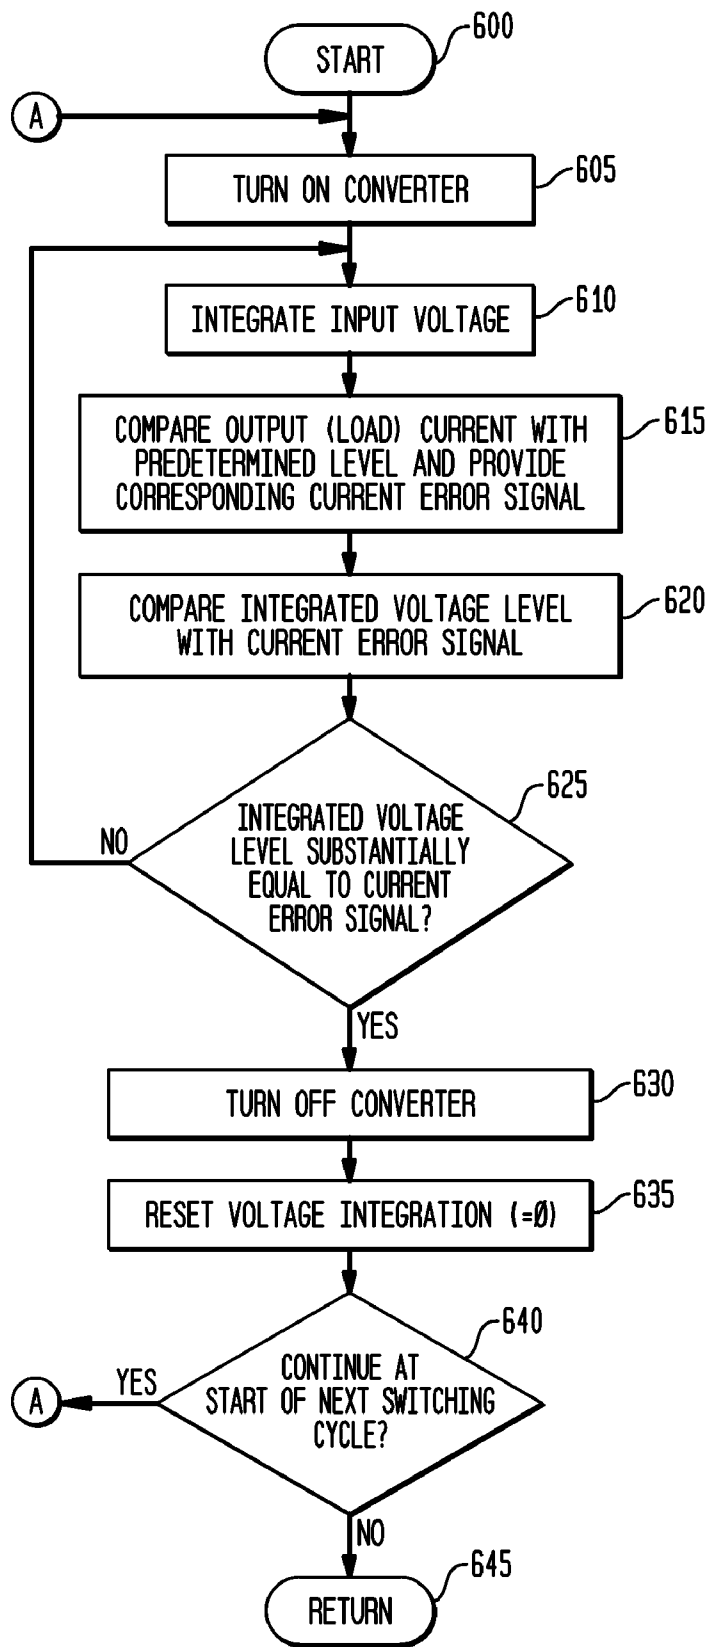 START
600
A
TURN ON CONVERTER
605
INTEGRATE INPUT VOLTAGE
610
COMPARE OUTPUT (LOAD) CURRENT WITH
PREDETERMINED LEVEL AND PROVIDE
CORRESPONDING CURRENT ERROR SIGNAL
615
COMPARE INTEGRATED VOLTAGE LEVEL
WITH CURRENT ERROR SIGNAL
620
INTEGRATED VOLTAGE
LEVEL SUBSTANTIALLY
EQUAL TO CURRENT
ERROR SIGNAL?
625
NO
YES
TURN OFF CONVERTER
630
RESET VOLTAGE INTEGRATION (=Ø)
635
CONTINUE AT
START OF NEXT SWITCHING
CYCLE?
640
YES
A
NO
RETURN
645